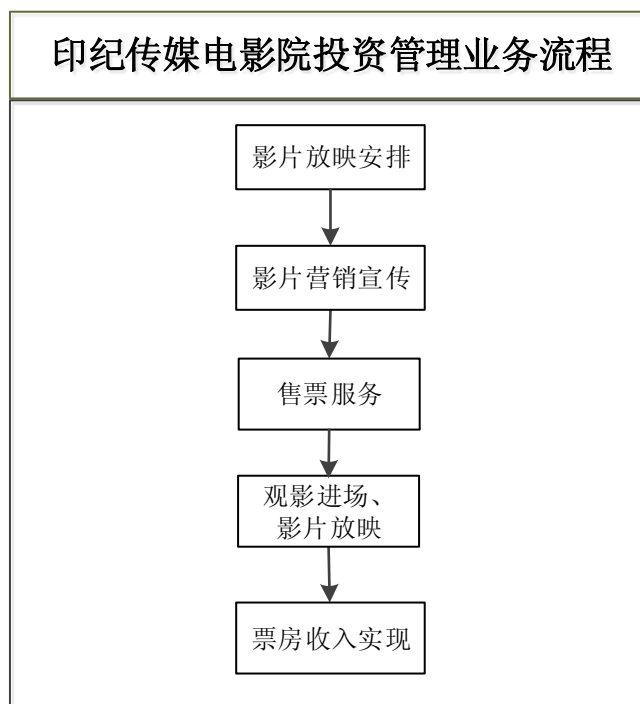 印纪传媒电影院投资管理业务流程
影片放映安排
影片营销宣传
售票服务
观影进场、
影片放映
票房收入实现